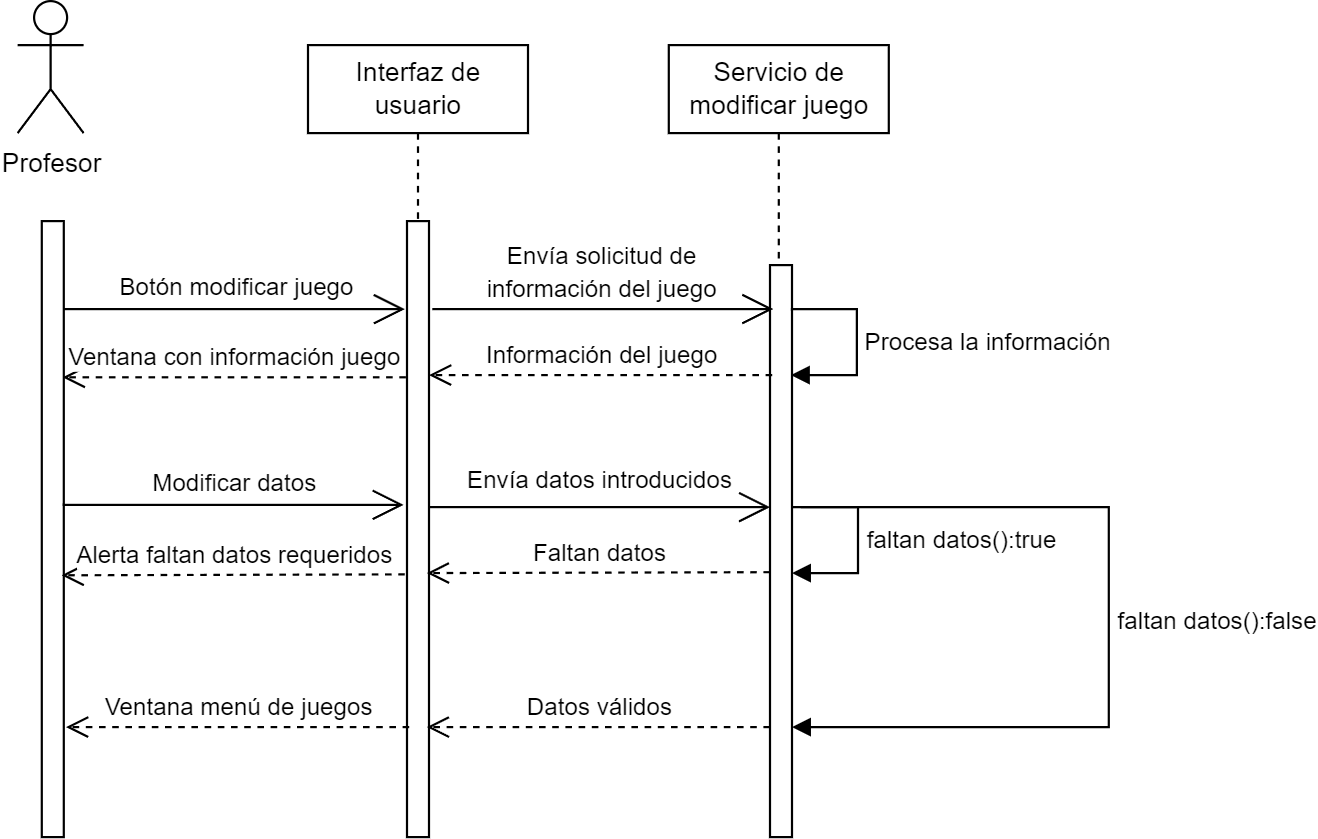 Interfaz de
usuario
Servicio de
modificar juego
Profesor
Botón modificar juego
Envía solicitud de
información del juego
Procesa la información
Ventana con información juego
Información del juego
Modificar datos
Envía datos introducidos
faltan datos():true
Alerta faltan datos requeridos
Faltan datos
faltan datos():false
Ventana menú de juegos
Datos válidos